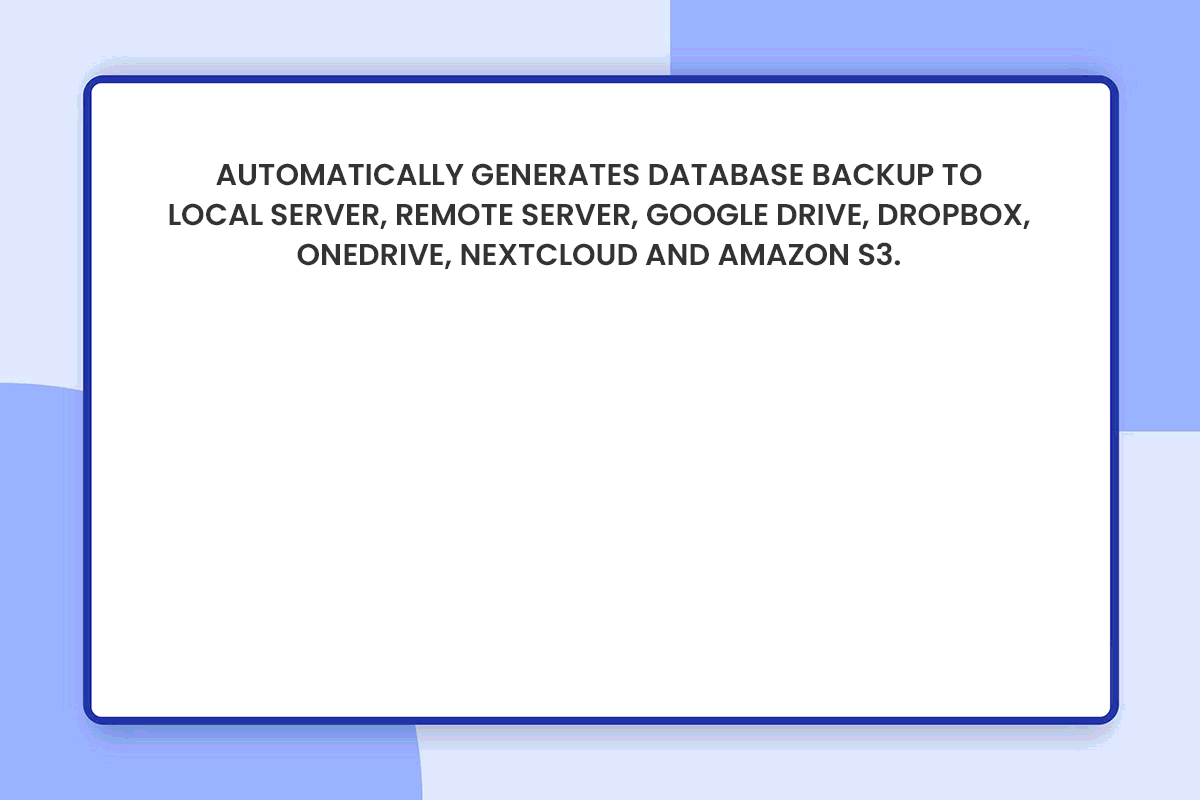 AUTOMATICALLY GENERATES DATABASE BACKUP TO
LOCAL SERVER, REMOTE SERVER, GOOGLE DRIVE, DROPBOX,
ONEDRIVE, NEXTCLOUD AND AMAZON S3.